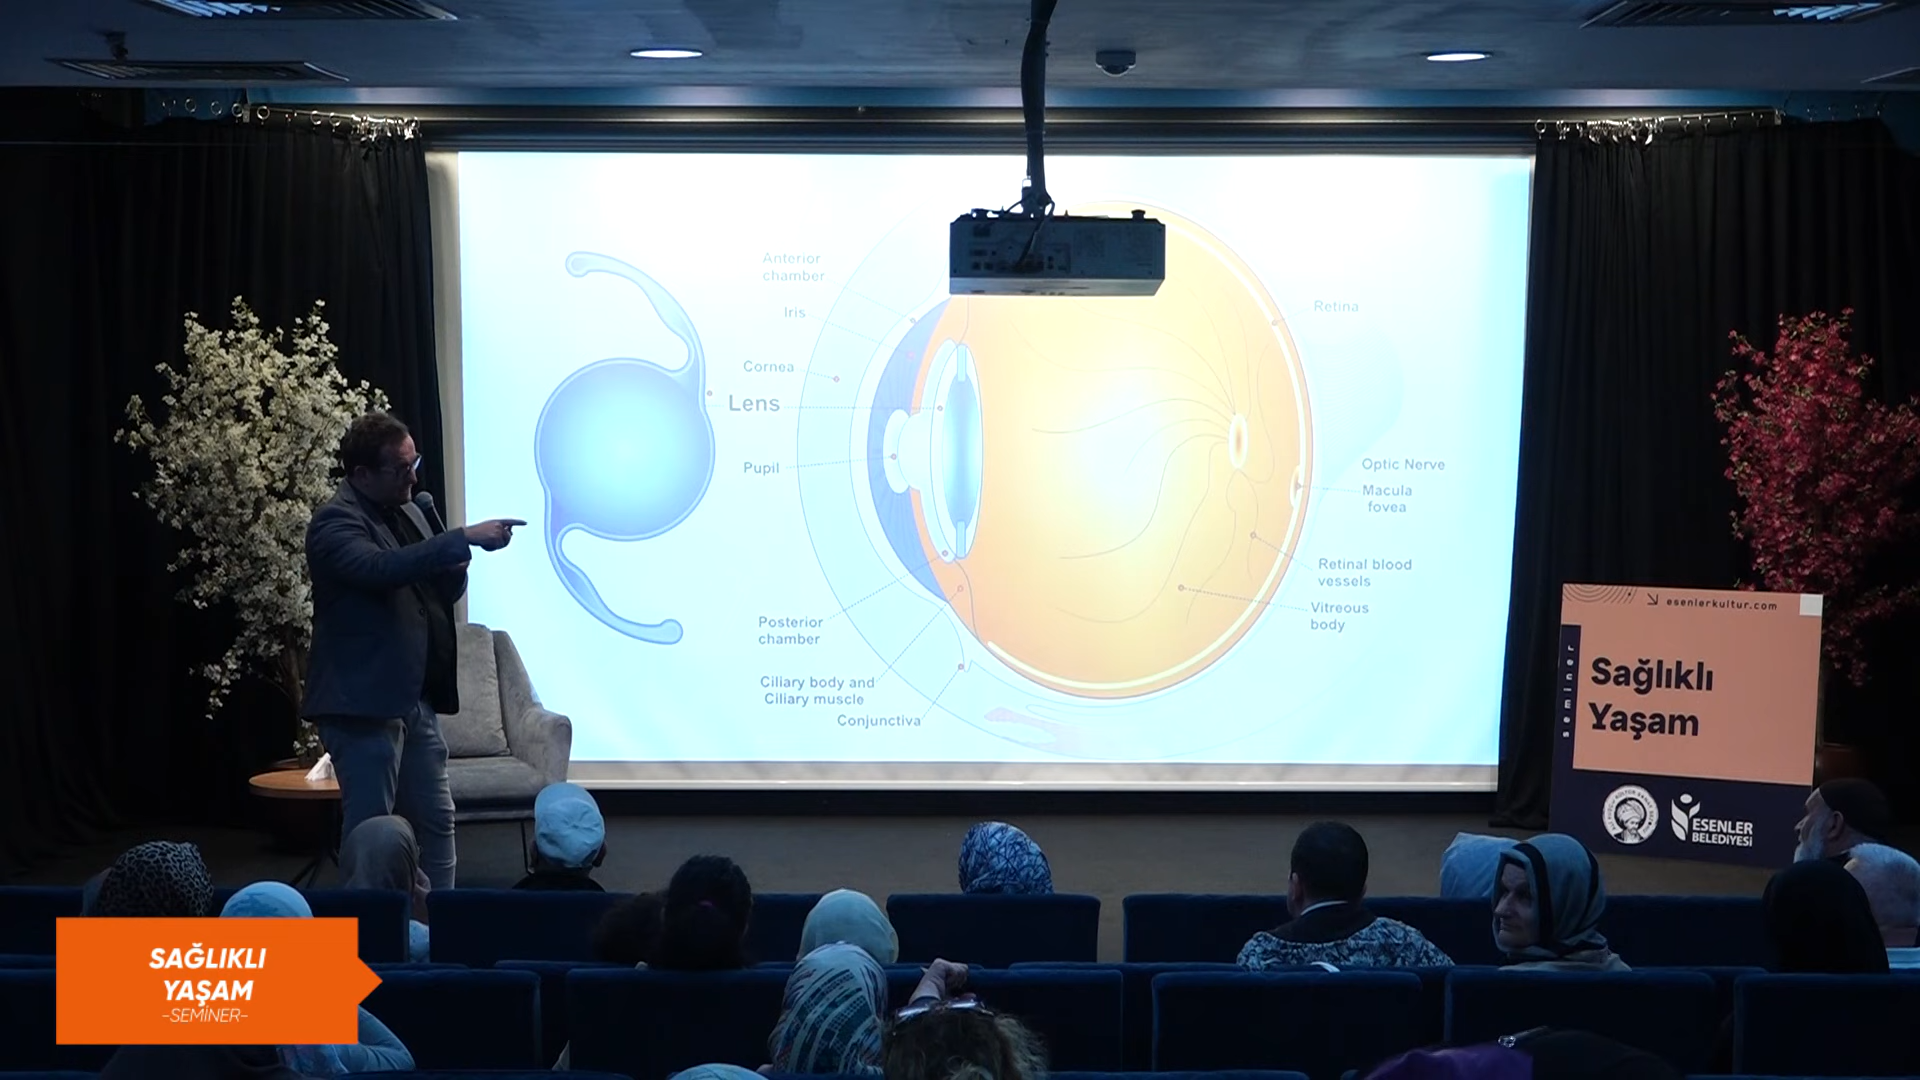 Anterior
chamber
Iris
Cornea
Lens
Pupil
Posterior
chamber
Ciliary body and
Ciliary muscle
Conjunctiva
Retina
Optic Nerve
Macula
fovea
Retinal blood
vessels
Vitreous
body
esenlerkultur.com
seminer
Sağlıklı
Yaşam
ESENLER
BELEDİYESİ
SAĞLIKLI
YAŞAM
-SEMİNER-